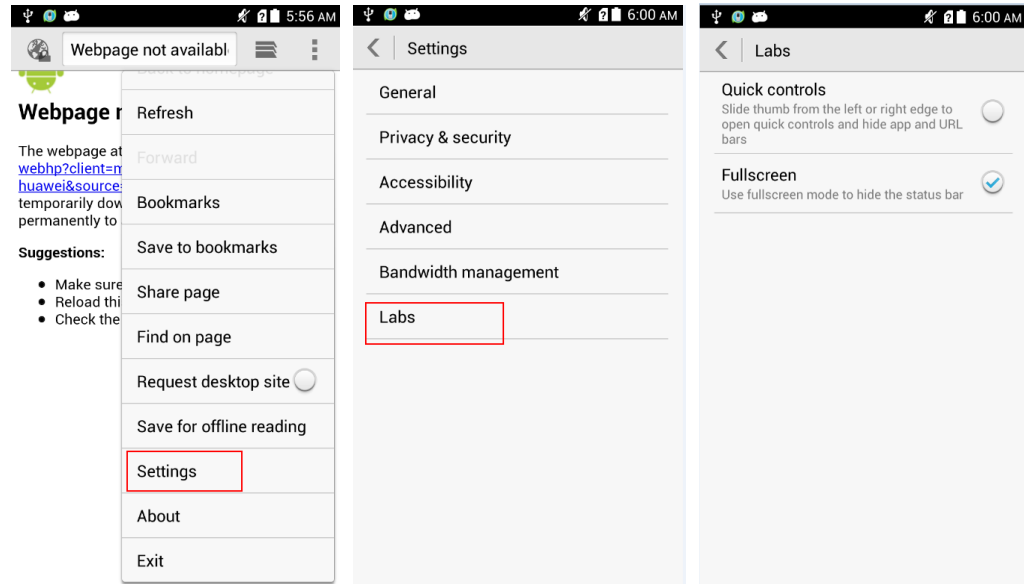 5:56 AM
Webpage not availabl
Back to homepage
Webpage n
Refresh
The webpage at
Forward
webhp?client=m
huawei&source=
temporarily dow
Bookmarks
permanently to
Save to bookmarks
Suggestions:
Make sure
Share page
Reload thi
Check the
Find on page
Request desktop site
Save for offline reading
Settings
About
Exit
6:00 AM
Settings
General
Privacy & security
Accessibility
Advanced
Bandwidth management
Labs
6:00 AM
Labs
Quick controls
Slide thumb from the left or right edge to
open quick controls and hide app and URL
bars
Fullscreen
Use fullscreen mode to hide the status bar